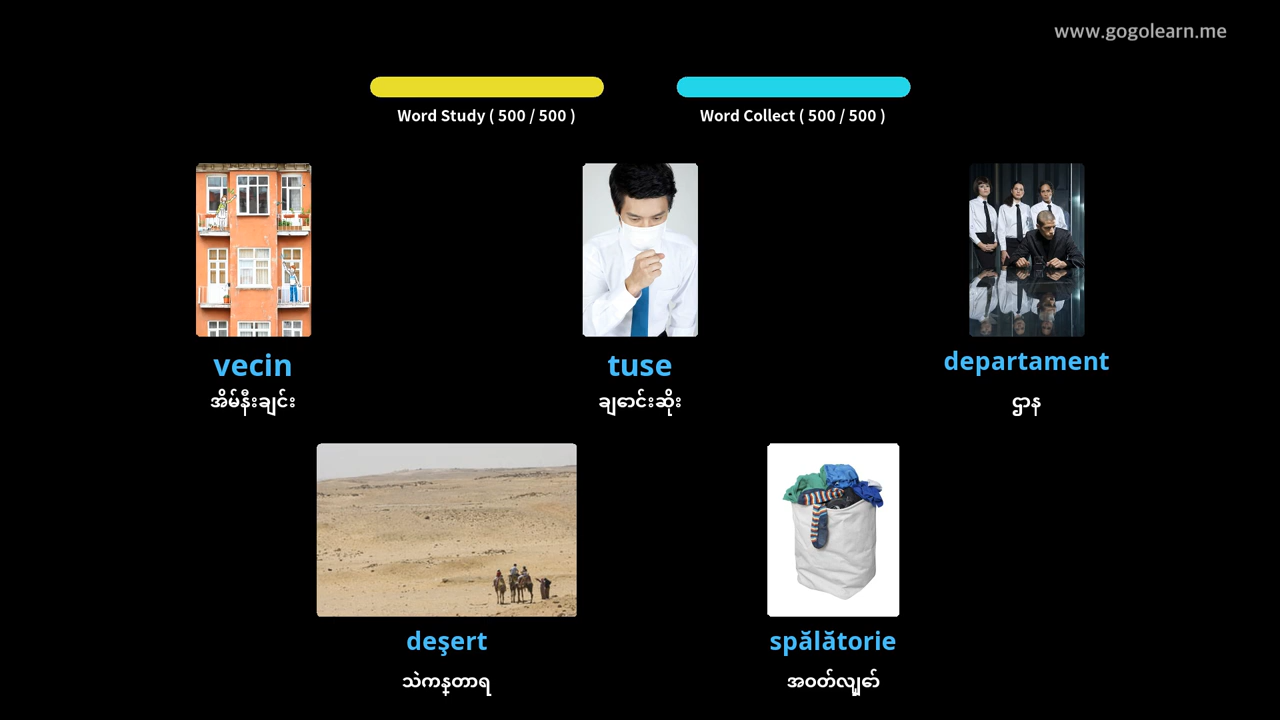 www.gogolearn.me
Word Study ( 500 / 500 )
Word Collect ( 500 / 500 )
vecin
tuse
departament
အိမ်နီးချင်း
ချောင်းဆိုး
ဌာန
deşert
spălătorie
သဲကန္တာရ
အဝတ်လျှော်